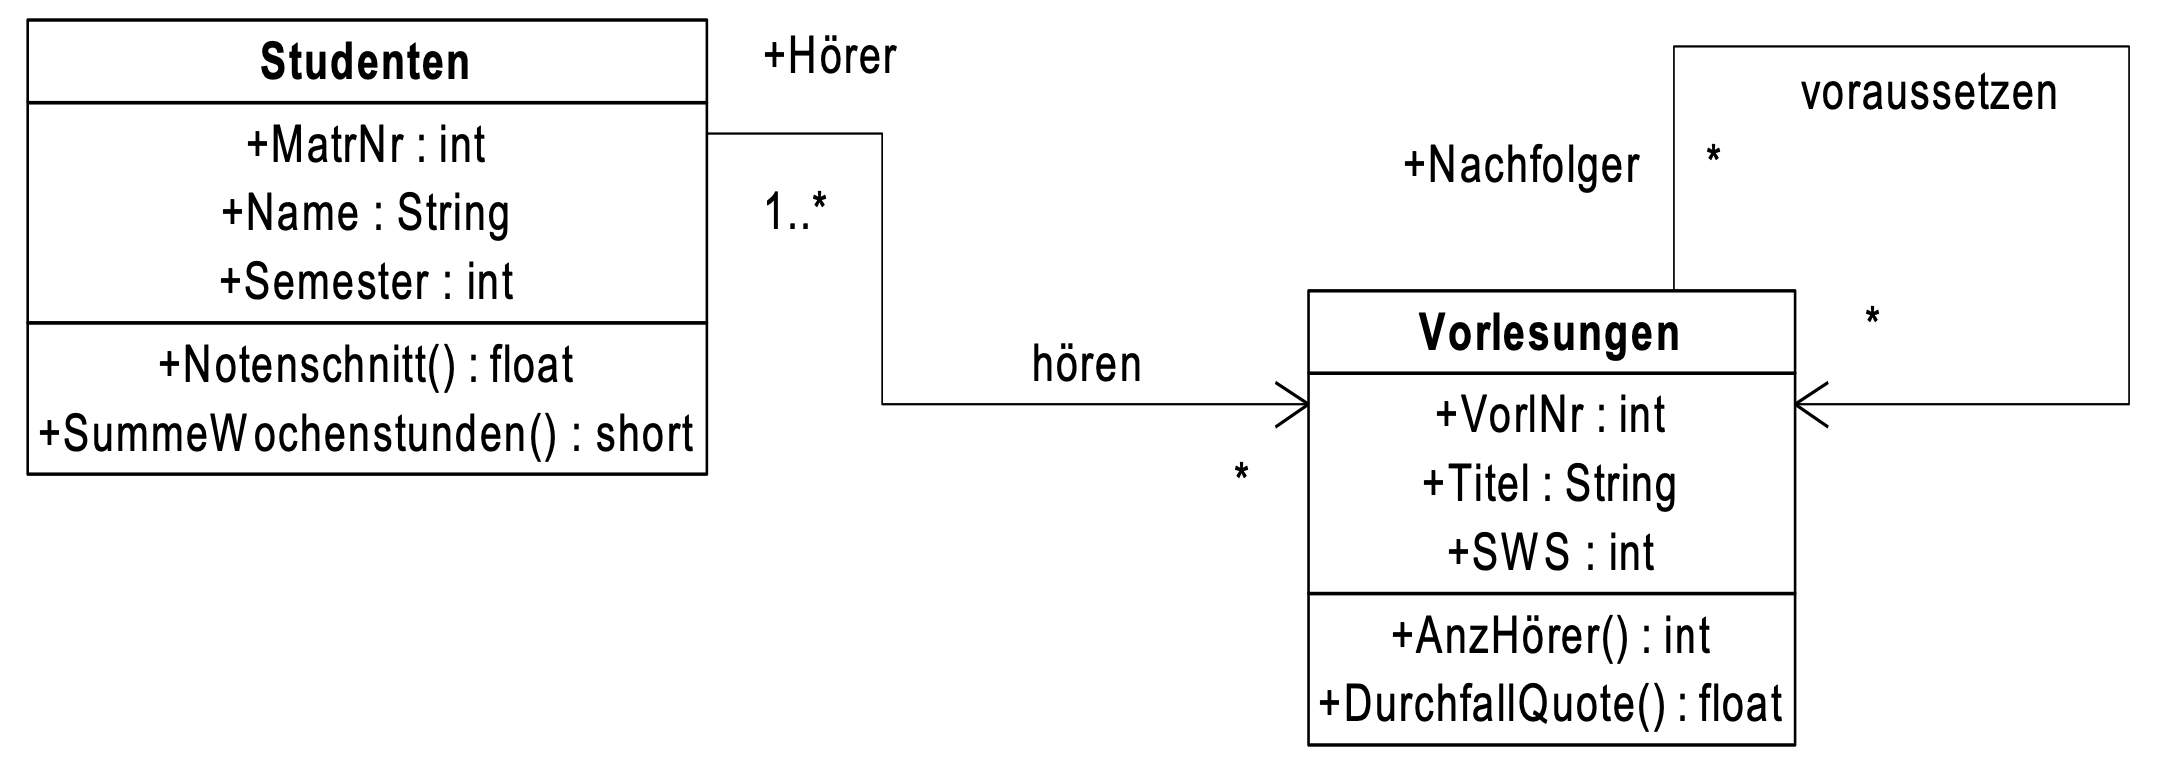 Studenten
+MatrNr : int
+Name : String
+Semester : int
+Notenschnitt() : float
+SummeWochenstunden() : short
+Hörer
1..*
hören
*
voraussetzen
+Nachfolger
*
*
Vorlesungen
+VorlNr : int
+Titel : String
+SWS : int
+AnzHörer() : int
+DurchfallQuote() : float